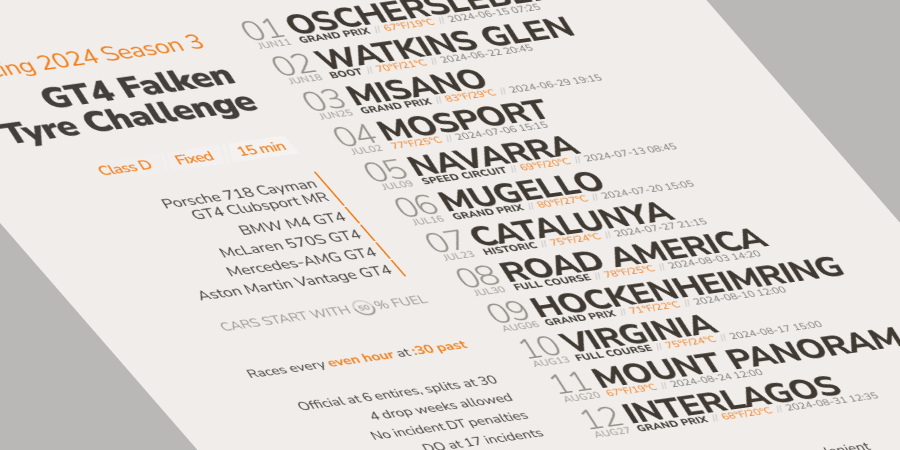 ing 2024 Season 3
GT4 Falken
Tyre Challenge
Class D
Fixed
15 min
Porsche 718 Cayman
GT4 Clubsport MR
BMW M4 GT4
McLaren 570S GT4
Mercedes-AMG GT4
Aston Martin Vantage GT4
CARS START WITH 50 % FUEL
Races every even hour at :30 past
Official at 6 entires, splits at 30
4 drop weeks allowed
No incident DT penalties
DQ at 17 incidents
01 OSCHERSLEBEN
JUN11 GRAND PRIX // 67°F/19°C // 2024-06-15 07:25
02 WATKINS GLEN
JUN18 BOOT // 70°F/21°C // 2024-06-22 20:45
03 MISANO
JUN25 GRAND PRIX // 83°F/29°C // 2024-06-29 19:15
04 MOSPORT
JUL02 77°F/25°C // 2024-07-06 15:15
05 NAVARRA
JUL09 SPEED CIRCUIT // 69°F/20°C // 2024-07-13 08:45
06 MUGELLO
JUL16 GRAND PRIX // 80°F/27°C // 2024-07-20 15:05
07 CATALUNYA
JUL23 HISTORIC // 75°F/24°C // 2024-07-27 21:15
08 ROAD AMERICA
JUL30 FULL COURSE // 78°F/25°C // 2024-08-03 14:20
09 HOCKENHEIMRING
AUG06 GRAND PRIX // 71°F/22°C // 2024-08-10 12:00
10 VIRGINIA
AUG13 FULL COURSE // 75°F/24°C // 2024-08-17 15:00
11 MOUNT PANORAM
AUG20 67°F/19°C // 2024-08-24 12:00
12 INTERLAGOS
AUG27 GRAND PRIX // 68°F/20°C // 2024-08-31 12:35